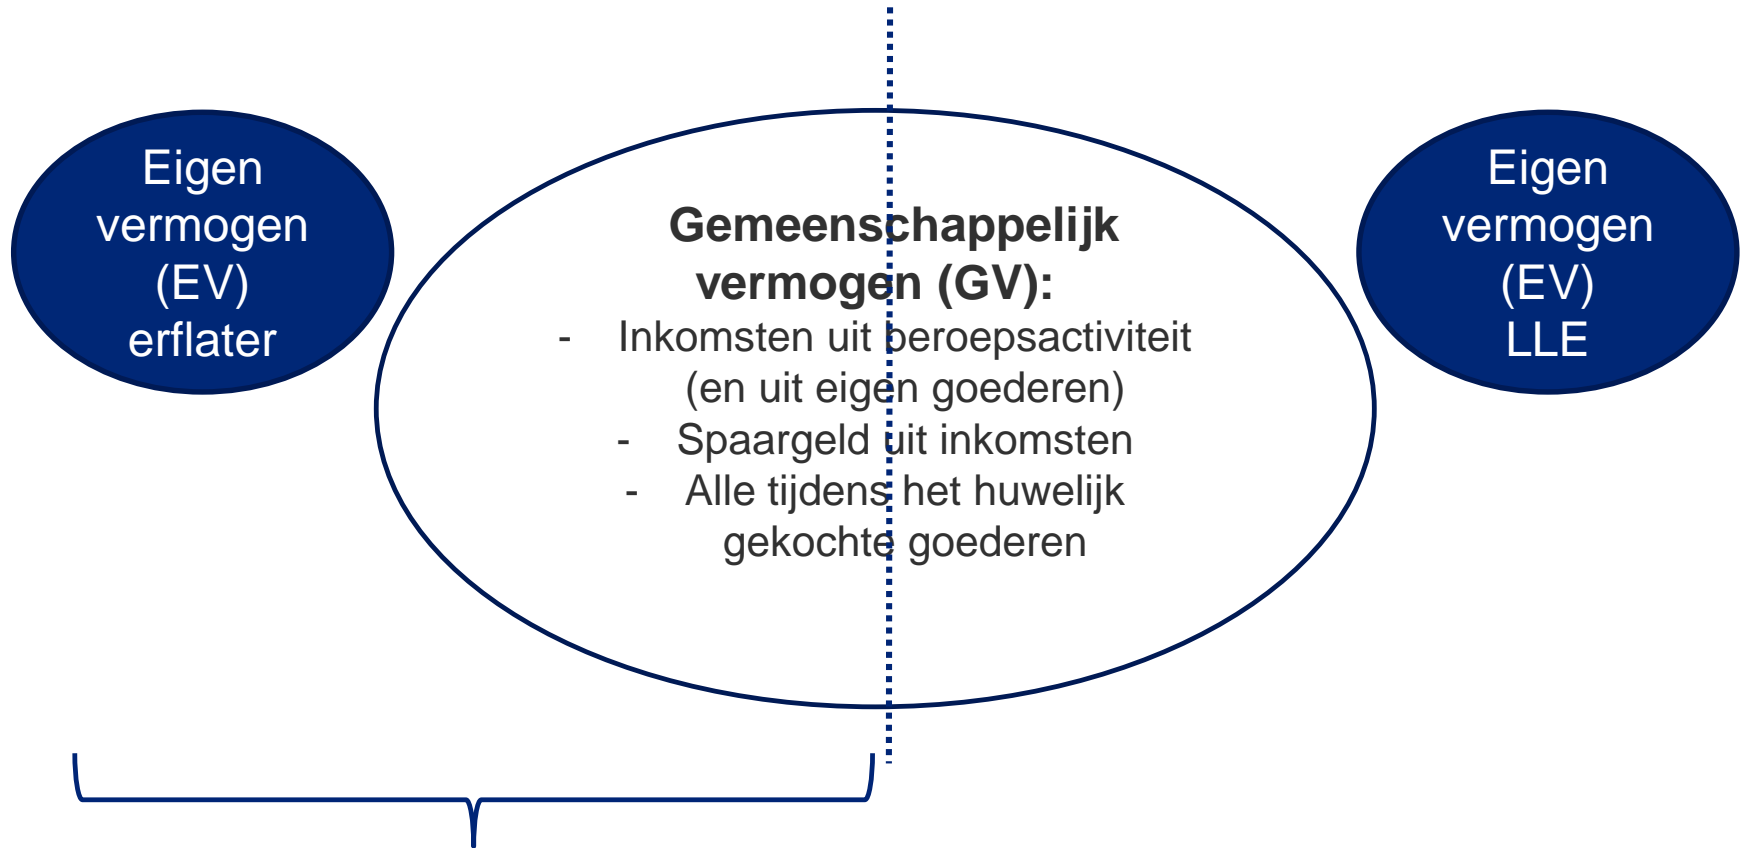 Eigen
vermogen
(EV)
erflater
Gemeenschappelijk
vermogen (GV):
- Inkomsten uit beroepsactiviteit
(en uit eigen goederen)
- Spaargeld uit inkomsten
- Alle tijdens het huwelijk
gekochte goederen
Eigen
vermogen
(EV)
LLE